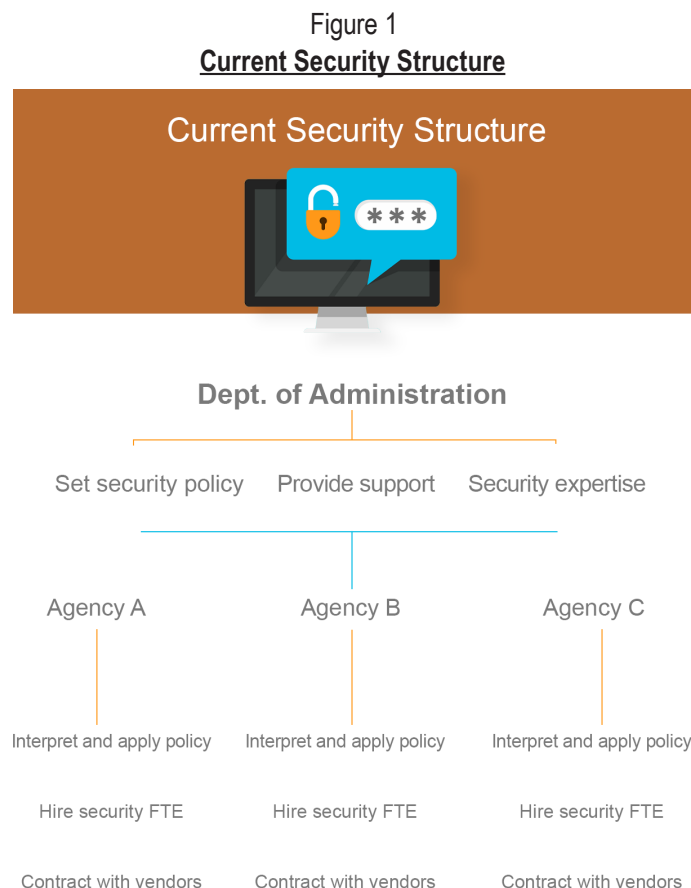 Figure 1
Current Security Structure
Current Security Structure
***
Dept. of Administration
Set security policy Provide support Security expertise
Agency A Agency B Agency C
Interpret and apply policy Interpret and apply policy Interpret and apply policy
Hire security FTE Hire security FTE Hire security FTE
Contract with vendors Contract with vendors Contract with vendors